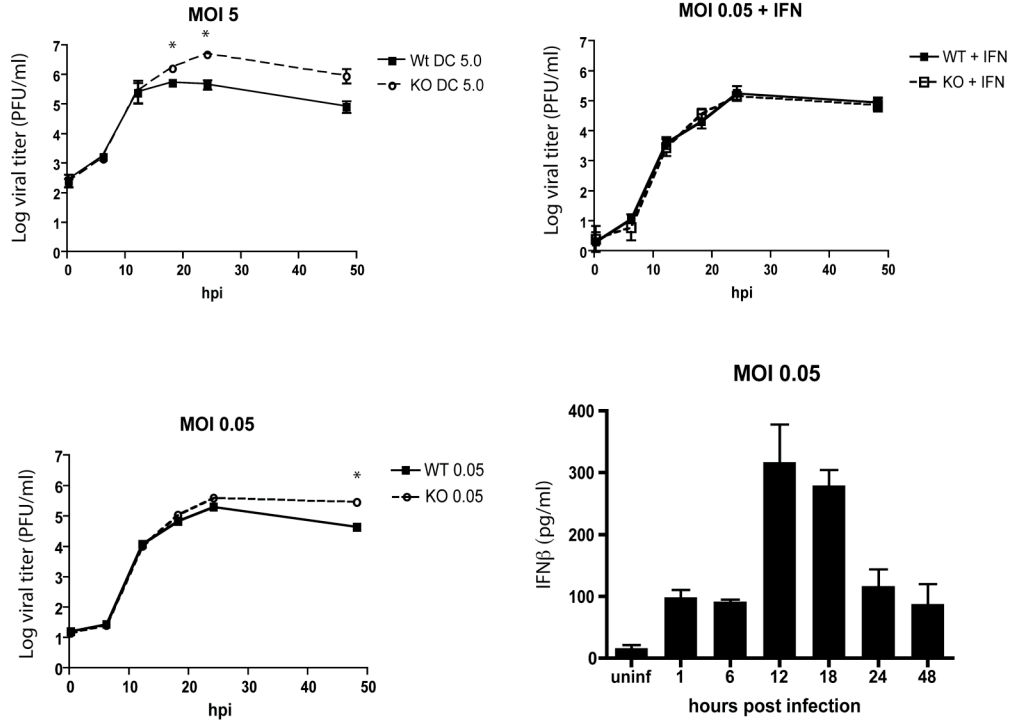 MOI 5
*
*
Log viral titer (PFU/ml)
7
6
5
4
3
2
1
0
0
10
20
30
40
50
hpi
Wt DC 5.0
KO DC 5.0
MOI 0.05 + IFN
Log viral titer (PFU/ml)
7
6
5
4
3
2
1
0
0
10
20
30
40
50
hpi
WT + IFN
KO + IFN
MOI 0.05
*
Log viral titer (PFU/ml)
7
6
5
4
3
2
1
0
0
10
20
30
40
50
hpi
WT 0.05
KO 0.05
MOI 0.05
IFNβ (pg/ml)
400
300
200
100
0
uninf 1 6 12 18 24 48
hours post infection